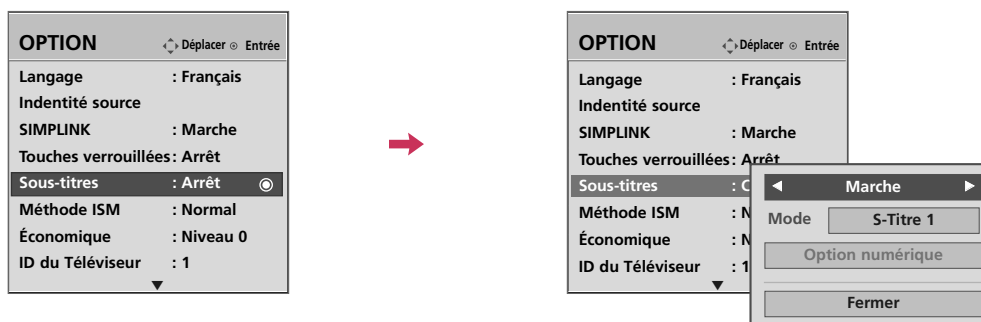 OPTION Déplacer Entrée
Langage : Français
Indentité source
SIMPLINK : Marche
Touches verrouillées : Arrêt
Sous-titres : Arrêt
Méthode ISM : Normal
Économique : Niveau 0
ID du Téléviseur : 1
OPTION Déplacer Entrée
Langage : Français
Indentité source
SIMPLINK : Marche
Touches verrouillées : Arrêt
Sous-titres : C
Méthode ISM : N
Économique : N
ID du Téléviseur : 1
Marche
Mode S-Titre 1
Option numérique
Fermer